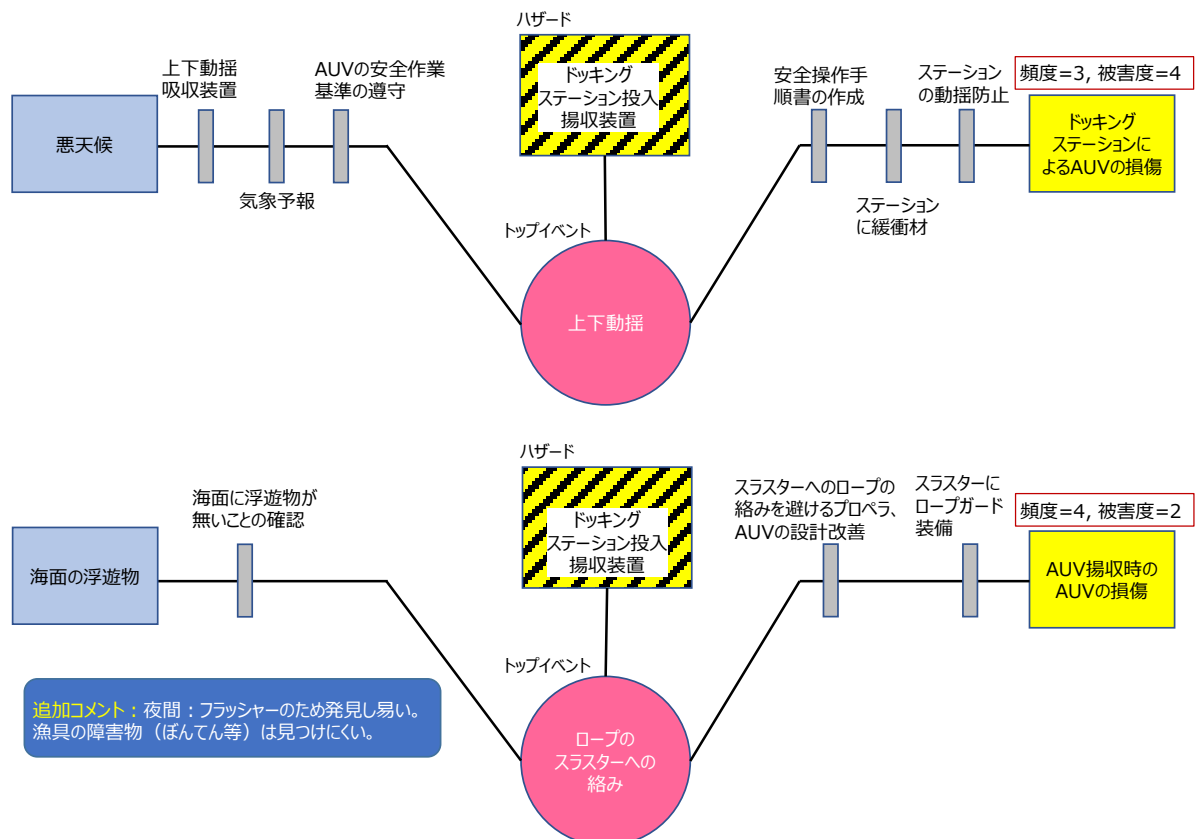 ハザード
ドッキング
ステーション投入
揚収装置
上下動揺
吸収装置
AUVの安全作業
基準の遵守
悪天候
気象予報
安全操作手
順書の作成
ステーション
の動揺防止
頻度=3, 被害度=4
ドッキング
ステーションに
よるAUVの損傷
ステーション
に緩衝材
トップイベント
上下動揺
ハザード
ドッキング
ステーション投入
揚収装置
海面に浮遊物が
無いことの確認
海面の浮遊物
スラスターへのロープの
絡みを避けるプロペラ、
AUVの設計改善
スラスターに
ロープガード
装備
頻度=4, 被害度=2
AUV揚収時の
AUVの損傷
トップイベント
ロープの
スラスターへの
絡み
追加コメント：夜間：フラッシャーのため発見し易い。
漁具の障害物（ぼんてん等）は見つけにくい。